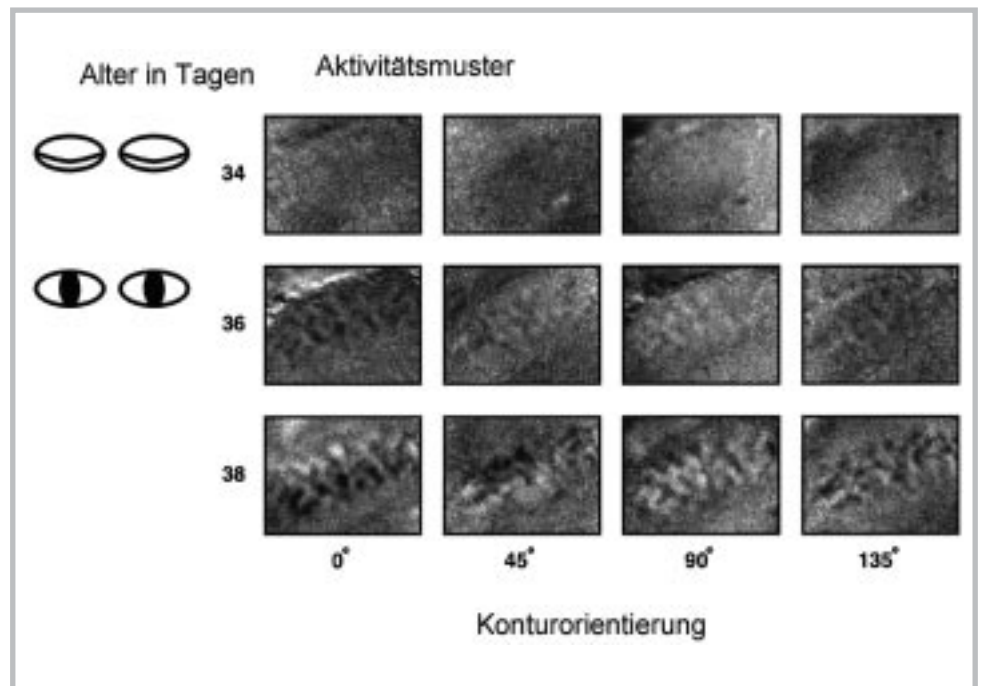 Alter in Tagen Aktivitätsmuster
34
36
38
0° 45° 90° 135°
Konturorientierung